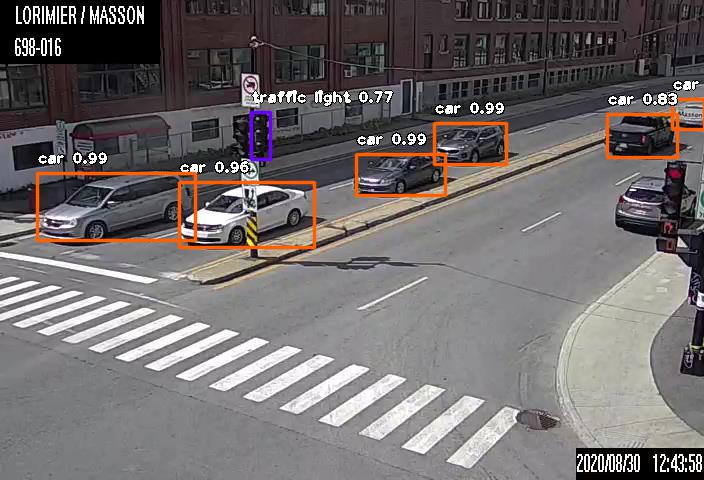 LORIMIER / MASSON
698-016
car
traffic light 0.77
car 0.83
car 0.99
car 0.99
car 0.99
car 0.96
Masson
2020/08/30 12:43:58